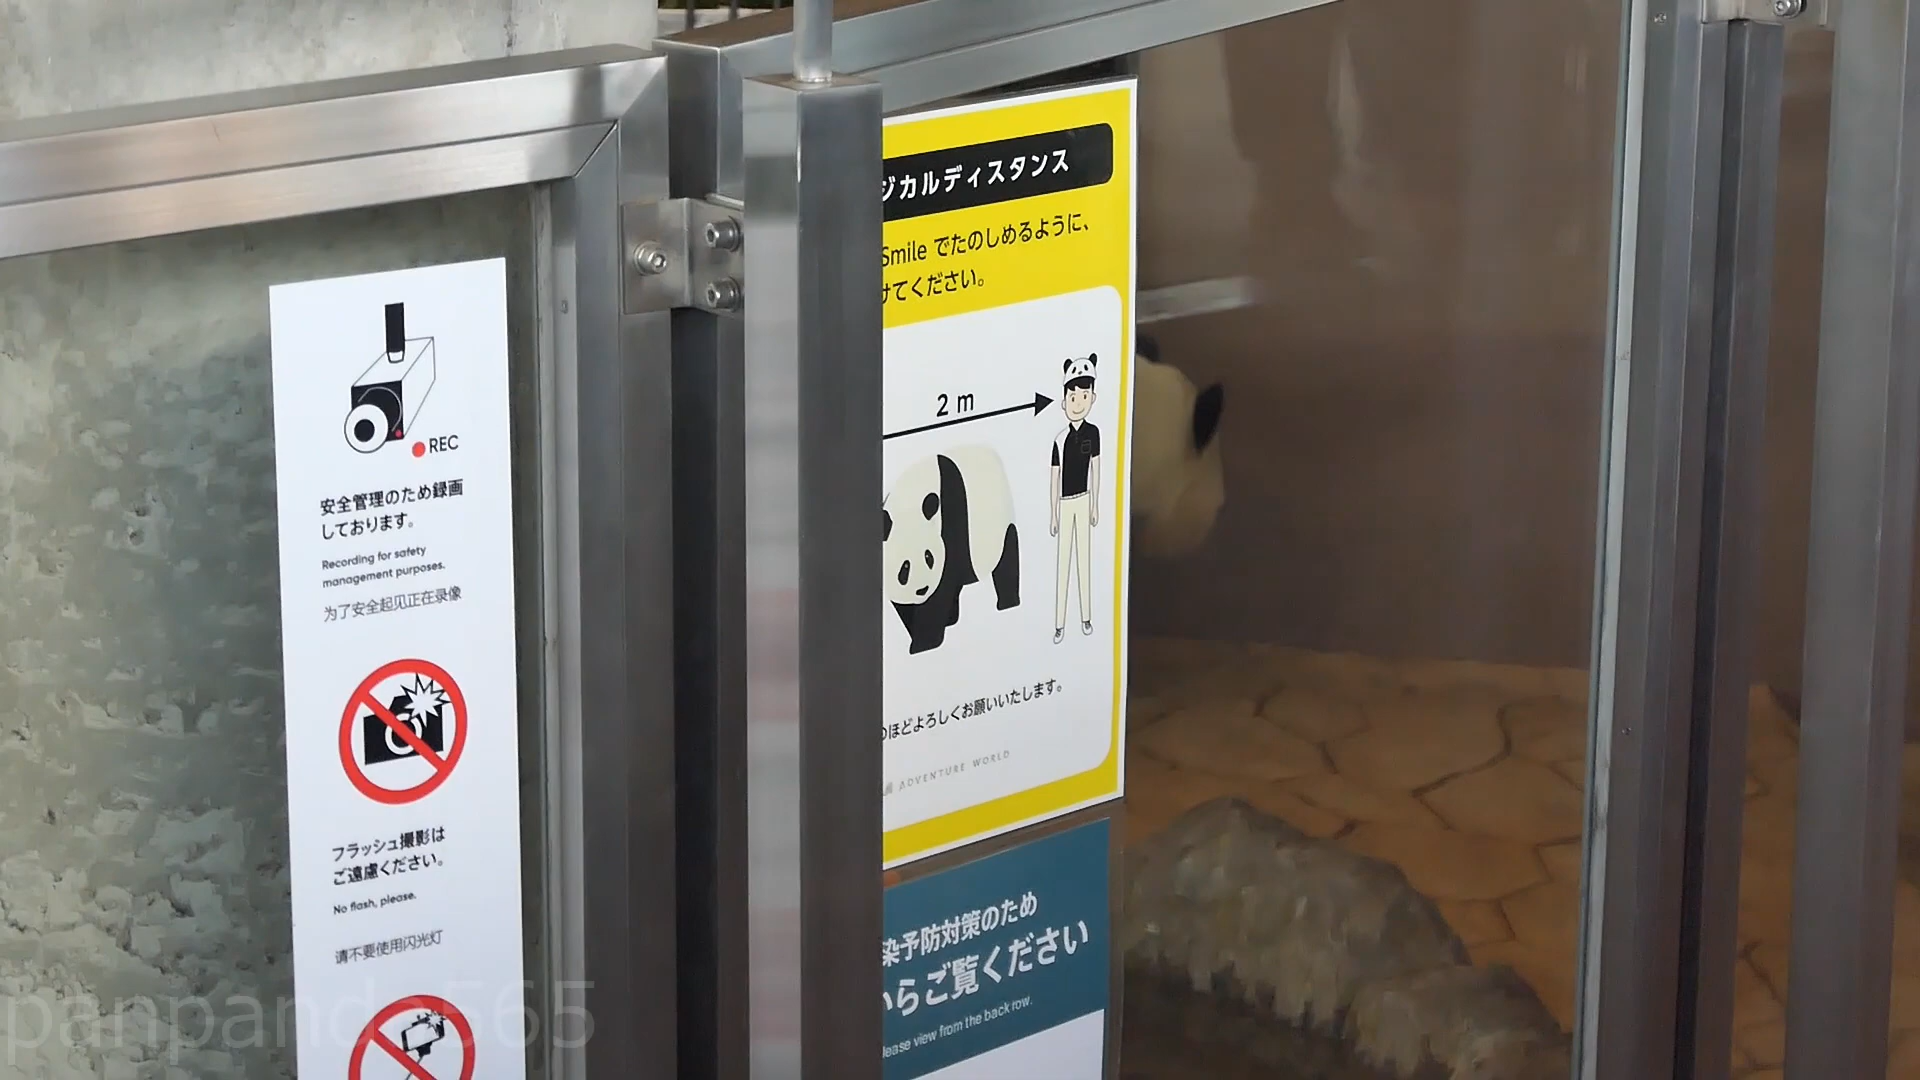 REC
安全管理のため録画
しております。
Recording for safety
management purposes.
为了安全起见正在录像
フラッシュ撮影は
ご遠慮ください。
No flash, please.
请不要使用闪光灯
ジカルディスタンス
Smile でたのしめるように、
けてください。
2 m
のほどよろしくお願いいたします。
ADVENTURE WORLD
染予防対策のため
からご覧ください
lease view from the back row.
panpanda565